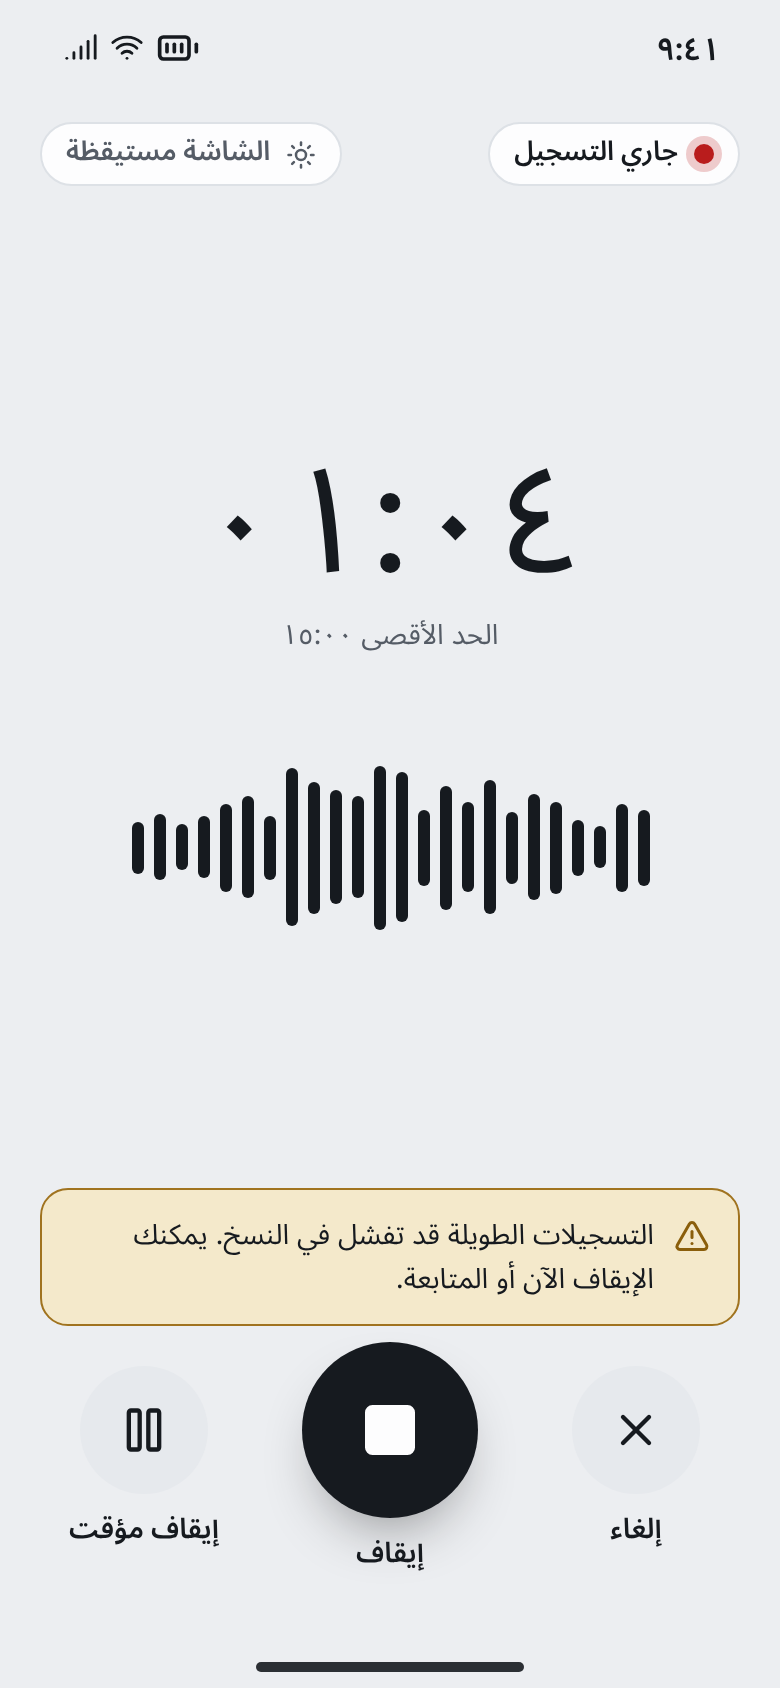 ٩:٤١
جاري التسجيل
الشاشة مستيقظة
٠١:٠٤
الحد الأقصى ١٥:٠٠
التسجيلات الطويلة قد تفشل في النسخ. يمكنك
الإيقاف الآن أو المتابعة.
إلغاء
إيقاف
إيقاف مؤقت